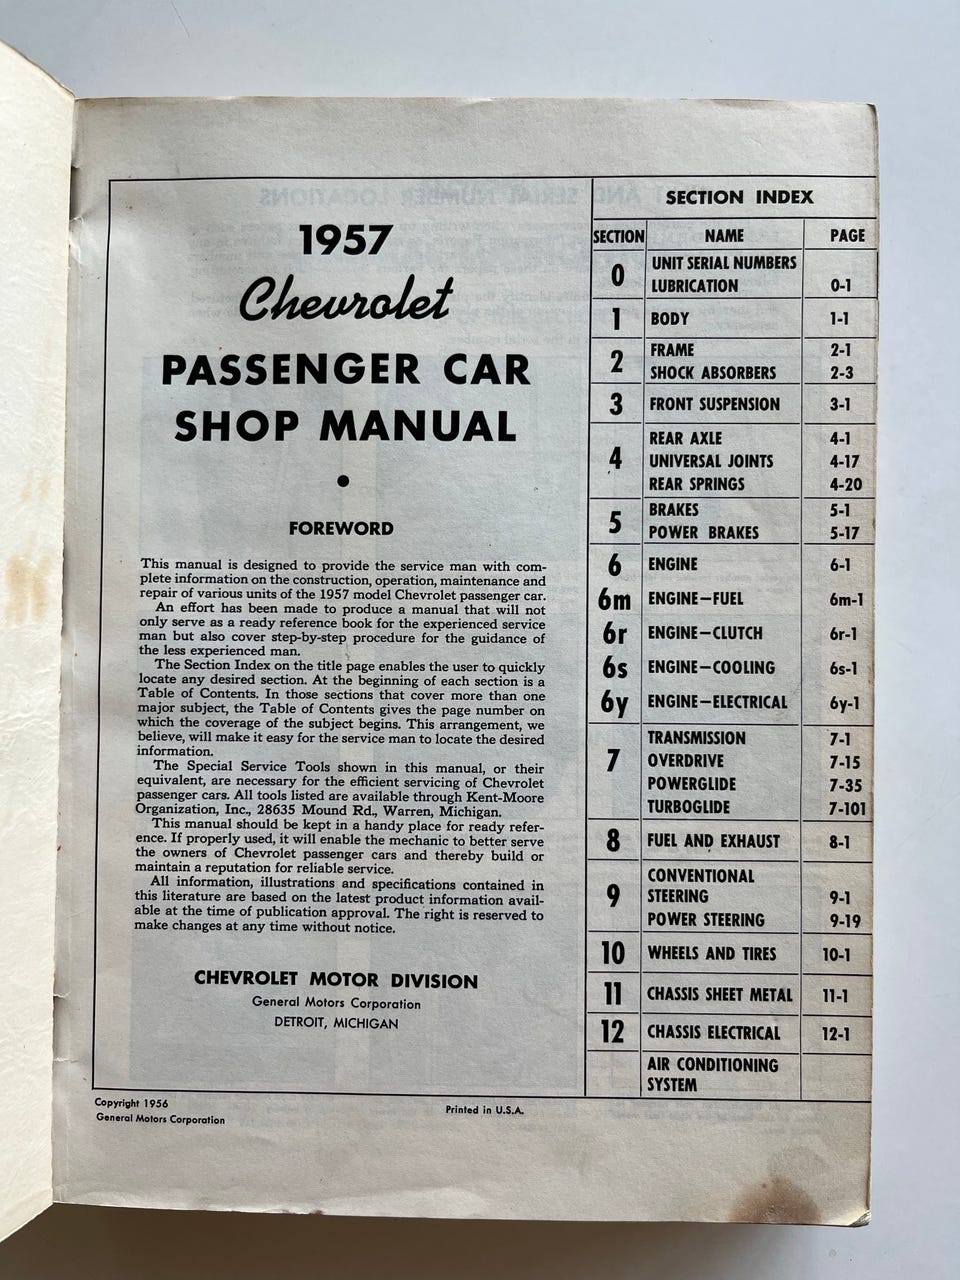 1957
Chevrolet
PASSENGER CAR
SHOP MANUAL
•
FOREWORD
This manual is designed to provide the service man with com-
plete information on the construction, operation, maintenance and
repair of various units of the 1957 model Chevrolet passenger car.
An effort has been made to produce a manual that will not
only serve as a ready reference book for the experienced service
man but also cover step-by-step procedure for the guidance of
the less experienced man.
The Section Index on the title page enables the user to quickly
locate any desired section. At the beginning of each section is a
Table of Contents. In those sections that cover more than one
major subject, the Table of Contents gives the page number on
which the coverage of the subject begins. This arrangement, we
believe, will make it easy for the service man to locate the desired
information.
The Special Service Tools shown in this manual, or their
equivalent, are necessary for the efficient servicing of Chevrolet
passenger cars. All tools listed are available through Kent-Moore
Organization, Inc., 28635 Mound Rd., Warren, Michigan.
This manual should be kept in a handy place for ready refer-
ence. If properly used, it will enable the mechanic to better serve
the owners of Chevrolet passenger cars and thereby build or
maintain a reputation for reliable service.
All information, illustrations and specifications contained in
this literature are based on the latest product information avail-
able at the time of publication approval. The right is reserved to
make changes at any time without notice.
CHEVROLET MOTOR DIVISION
General Motors Corporation
DETROIT, MICHIGAN
SECTION INDEX
SECTION NAME PAGE
0 UNIT SERIAL NUMBERS
LUBRICATION 0-1
1 BODY 1-1
2 FRAME 2-1
SHOCK ABSORBERS 2-3
3 FRONT SUSPENSION 3-1
4 REAR AXLE 4-1
UNIVERSAL JOINTS 4-17
REAR SPRINGS 4-20
5 BRAKES 5-1
POWER BRAKES 5-17
6 ENGINE 6-1
6m ENGINE—FUEL 6m-1
6r ENGINE—CLUTCH 6r-1
6s ENGINE—COOLING 6s-1
6y ENGINE—ELECTRICAL 6y-1
7 TRANSMISSION 7-1
OVERDRIVE 7-15
POWERGLIDE 7-35
TURBOGLIDE 7-101
8 FUEL AND EXHAUST 8-1
9 CONVENTIONAL
STEERING 9-1
POWER STEERING 9-19
10 WHEELS AND TIRES 10-1
11 CHASSIS SHEET METAL 11-1
12 CHASSIS ELECTRICAL 12-1
AIR CONDITIONING
SYSTEM
Copyright 1956
General Motors Corporation
Printed in U.S.A.